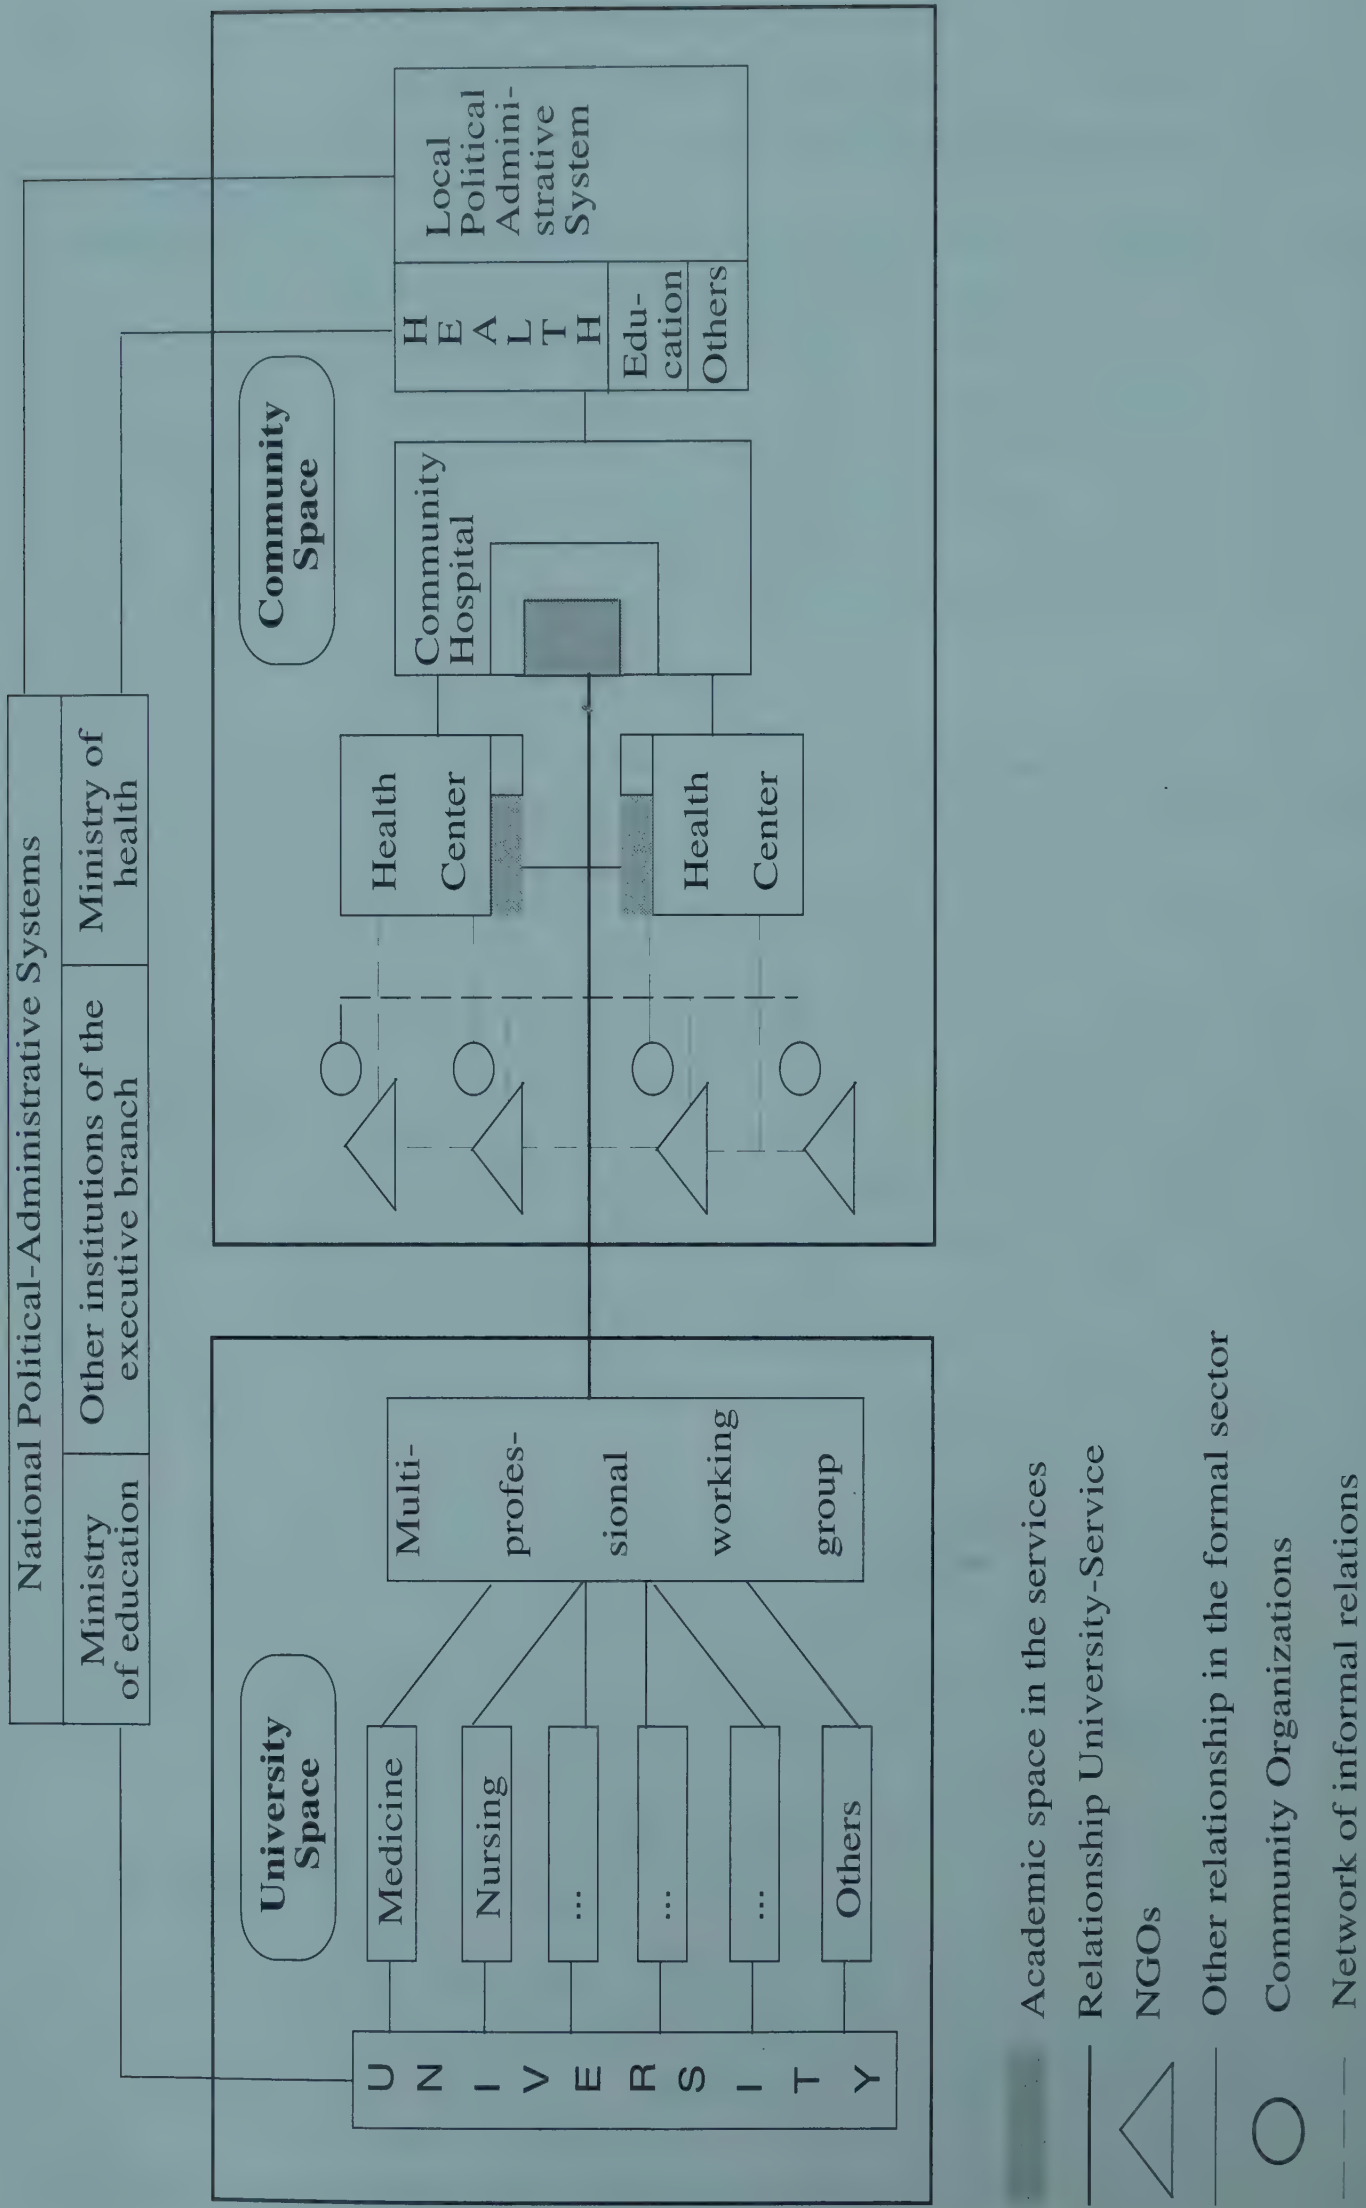 National Political-Administrative Systems
Ministry
of education
Other institutions of the
executive branch
Ministry of
health
University
Space
UNIVERSITY
Medicine
Nursing
...
...
...
Others
Multi-
profes-
sional
working
group
Community
Space
Health
Center
Health
Center
Community
Hospital
HEALTH
Edu-
cation
Others
Local
Political
Admini-
strative
System
Academic space in the services
Relationship University-Service
NGOs
Other relationship in the formal sector
Community Organizations
Network of informal relations